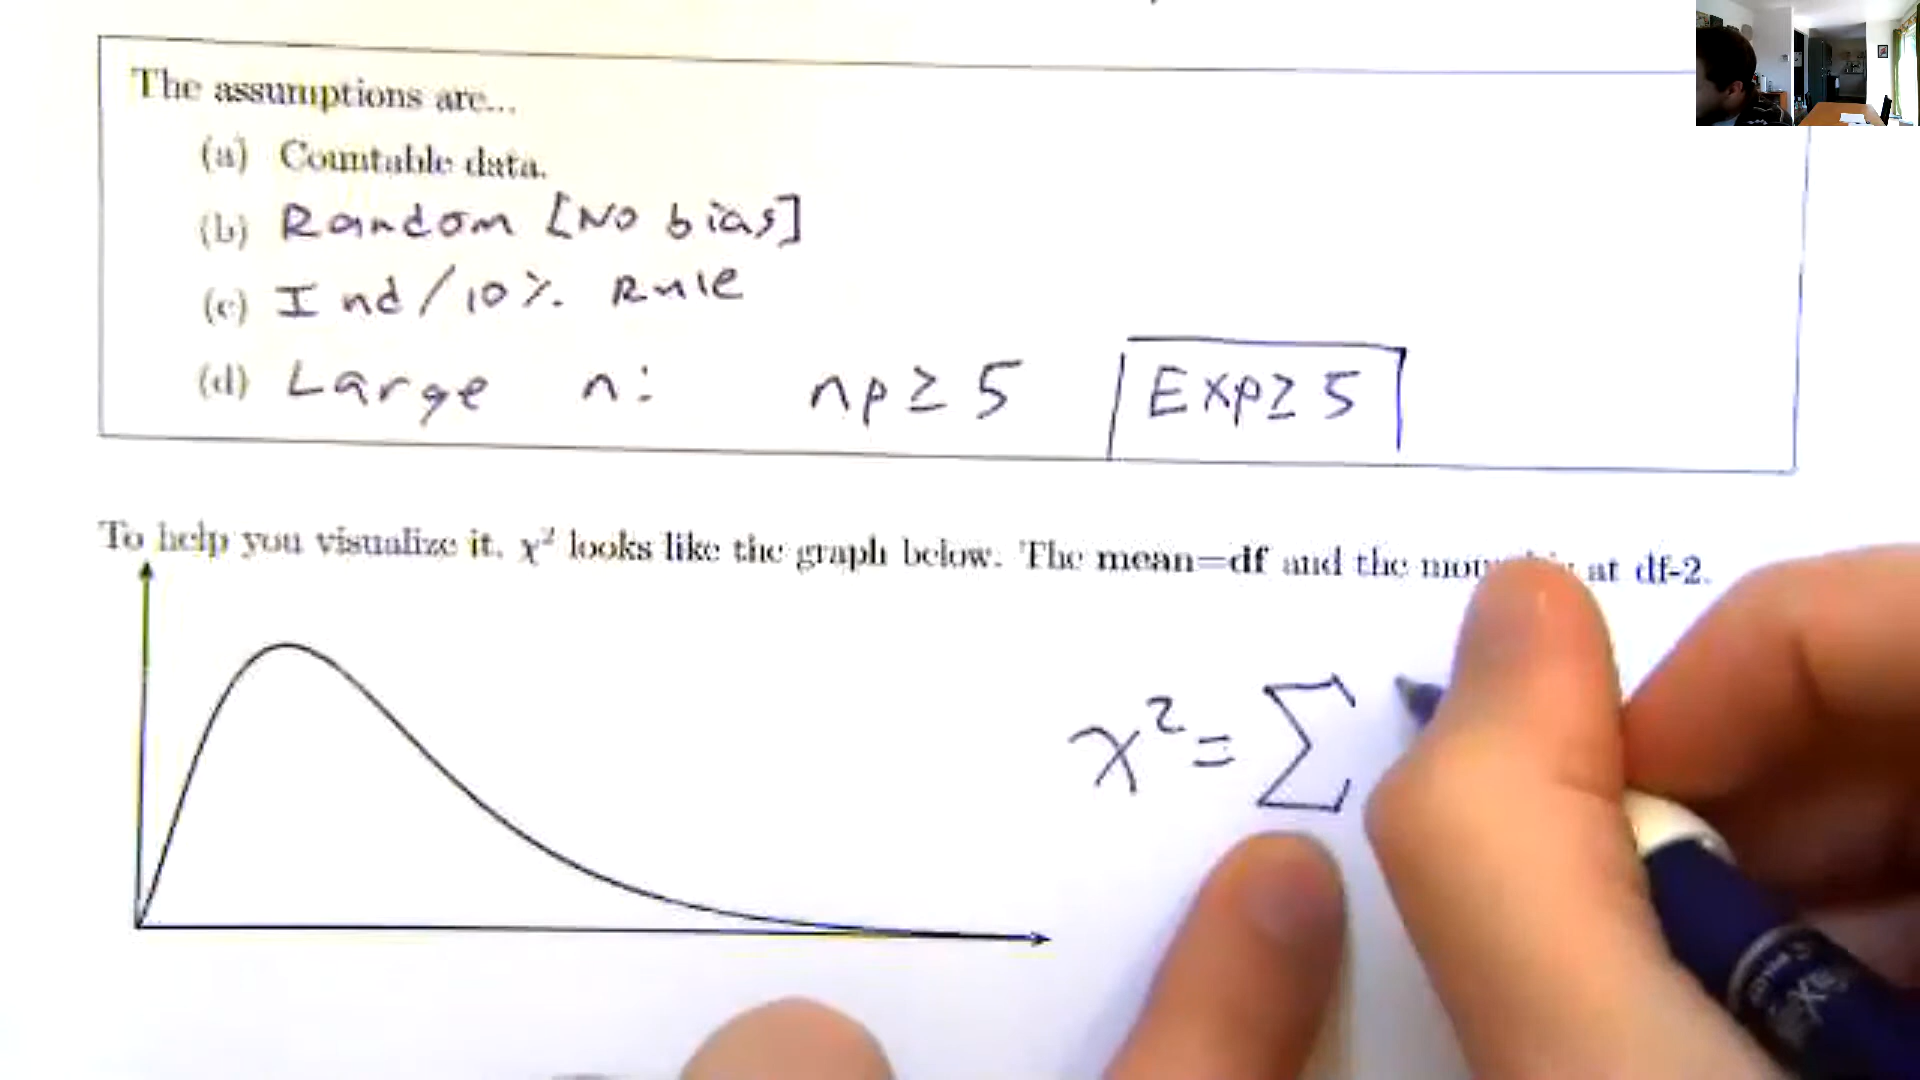 The assumptions are...
(a) Countable data.
(b) Random [No bias]
(c) Ind/10% Rule
(d) Large n: np ≥ 5 Exp ≥ 5
To help you visualize it, χ² looks like the graph below. The mean=df and the at df-2.
χ² = Σ